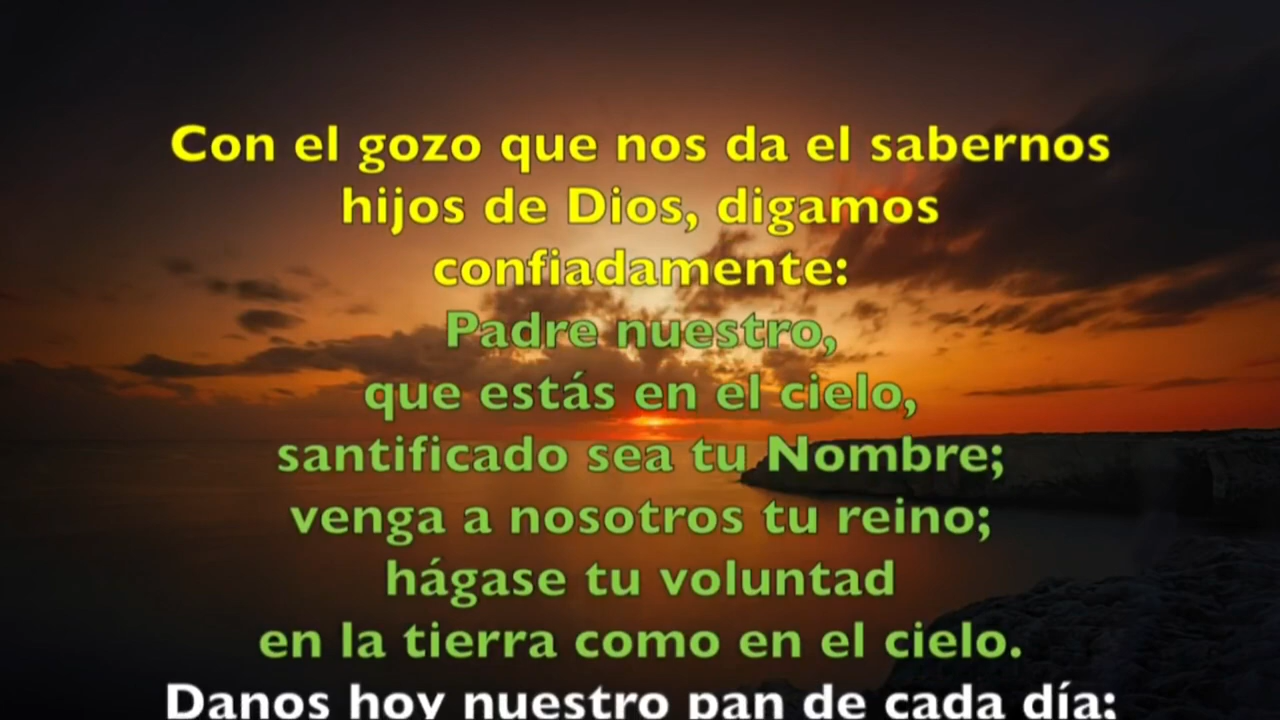 Con el gozo que nos da el sabernos
hijos de Dios, digamos
confiadamente:
Padre nuestro,
que estás en el cielo,
santificado sea tu Nombre;
venga a nosotros tu reino;
hágase tu voluntad
en la tierra como en el cielo.
Danos hoy nuestro pan de cada día;